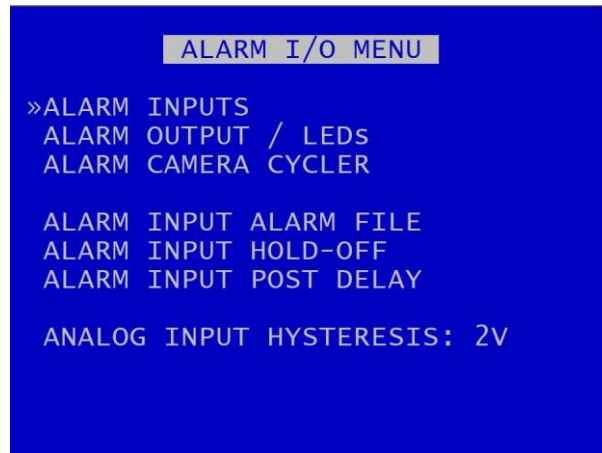 ALARM I/O MENU
»ALARM INPUTS
ALARM OUTPUT / LEDs
ALARM CAMERA CYCLER
ALARM INPUT ALARM FILE
ALARM INPUT HOLD-OFF
ALARM INPUT POST DELAY
ANALOG INPUT HYSTERESIS: 2V